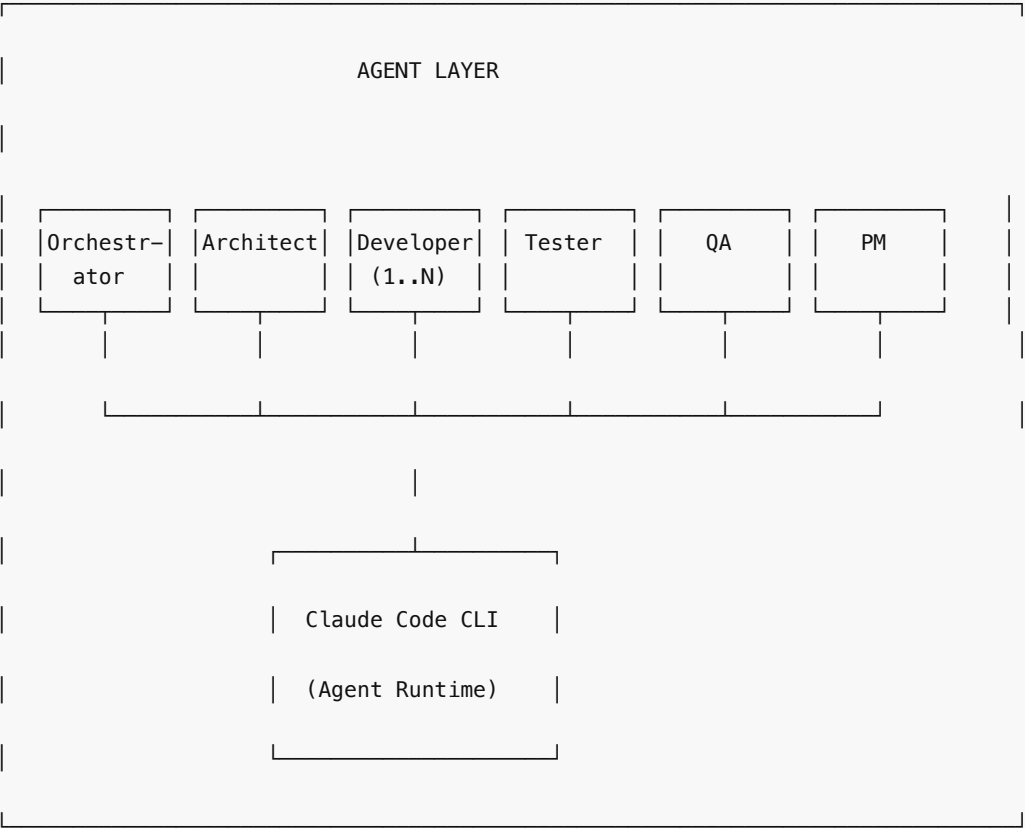 AGENT LAYER
Orchestr- Architect Developer Tester QA PM
ator (1..N)
Claude Code CLI
(Agent Runtime)